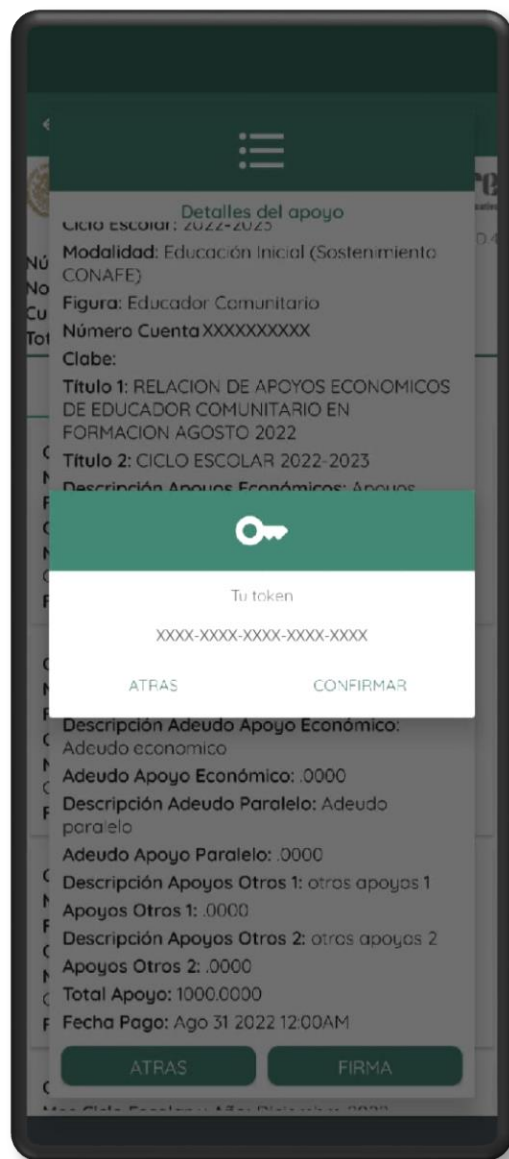 Detalles del apoyo
Ciclo Escolar: 2022-2023
Modalidad: Educación Inicial (Sostenimiento
CONAFE)
Figura: Educador Comunitario
Número Cuenta XXXXXXXXXX
Clabe:
Título 1: RELACION DE APOYOS ECONOMICOS
DE EDUCADOR COMUNITARIO EN
FORMACION AGOSTO 2022
Título 2: CICLO ESCOLAR 2022-2023
Descripción Apoyos Económicos: Apoyos
Tu token
XXXX-XXXX-XXXX-XXXX-XXXX
ATRAS
CONFIRMAR
Descripción Adeudo Apoyo Económico:
Adeudo economico
Adeudo Apoyo Económico: .0000
Descripción Adeudo Paralelo: Adeudo
paralelo
Adeudo Apoyo Paralelo: .0000
Descripción Apoyos Otros 1: otros apoyos 1
Apoyos Otros 1: .0000
Descripción Apoyos Otros 2: otros apoyos 2
Apoyos Otros 2: .0000
Total Apoyo: 1000.0000
Fecha Pago: Ago 31 2022 12:00AM
ATRAS
FIRMA